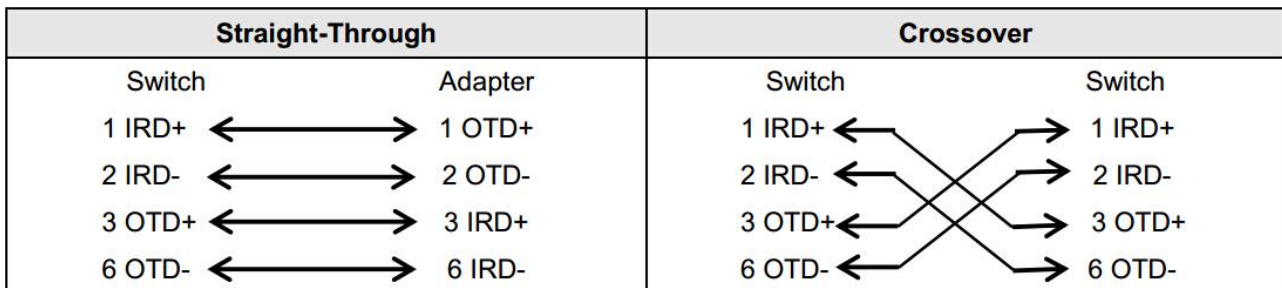 Straight-Through Crossover
Switch Adapter Switch Switch
1 IRD+ 1 OTD+ 1 IRD+ 1 IRD+
2 IRD- 2 OTD- 2 IRD- 2 IRD-
3 OTD+ 3 IRD+ 3 OTD+ 3 OTD+
6 OTD- 6 IRD- 6 OTD- 6 OTD-